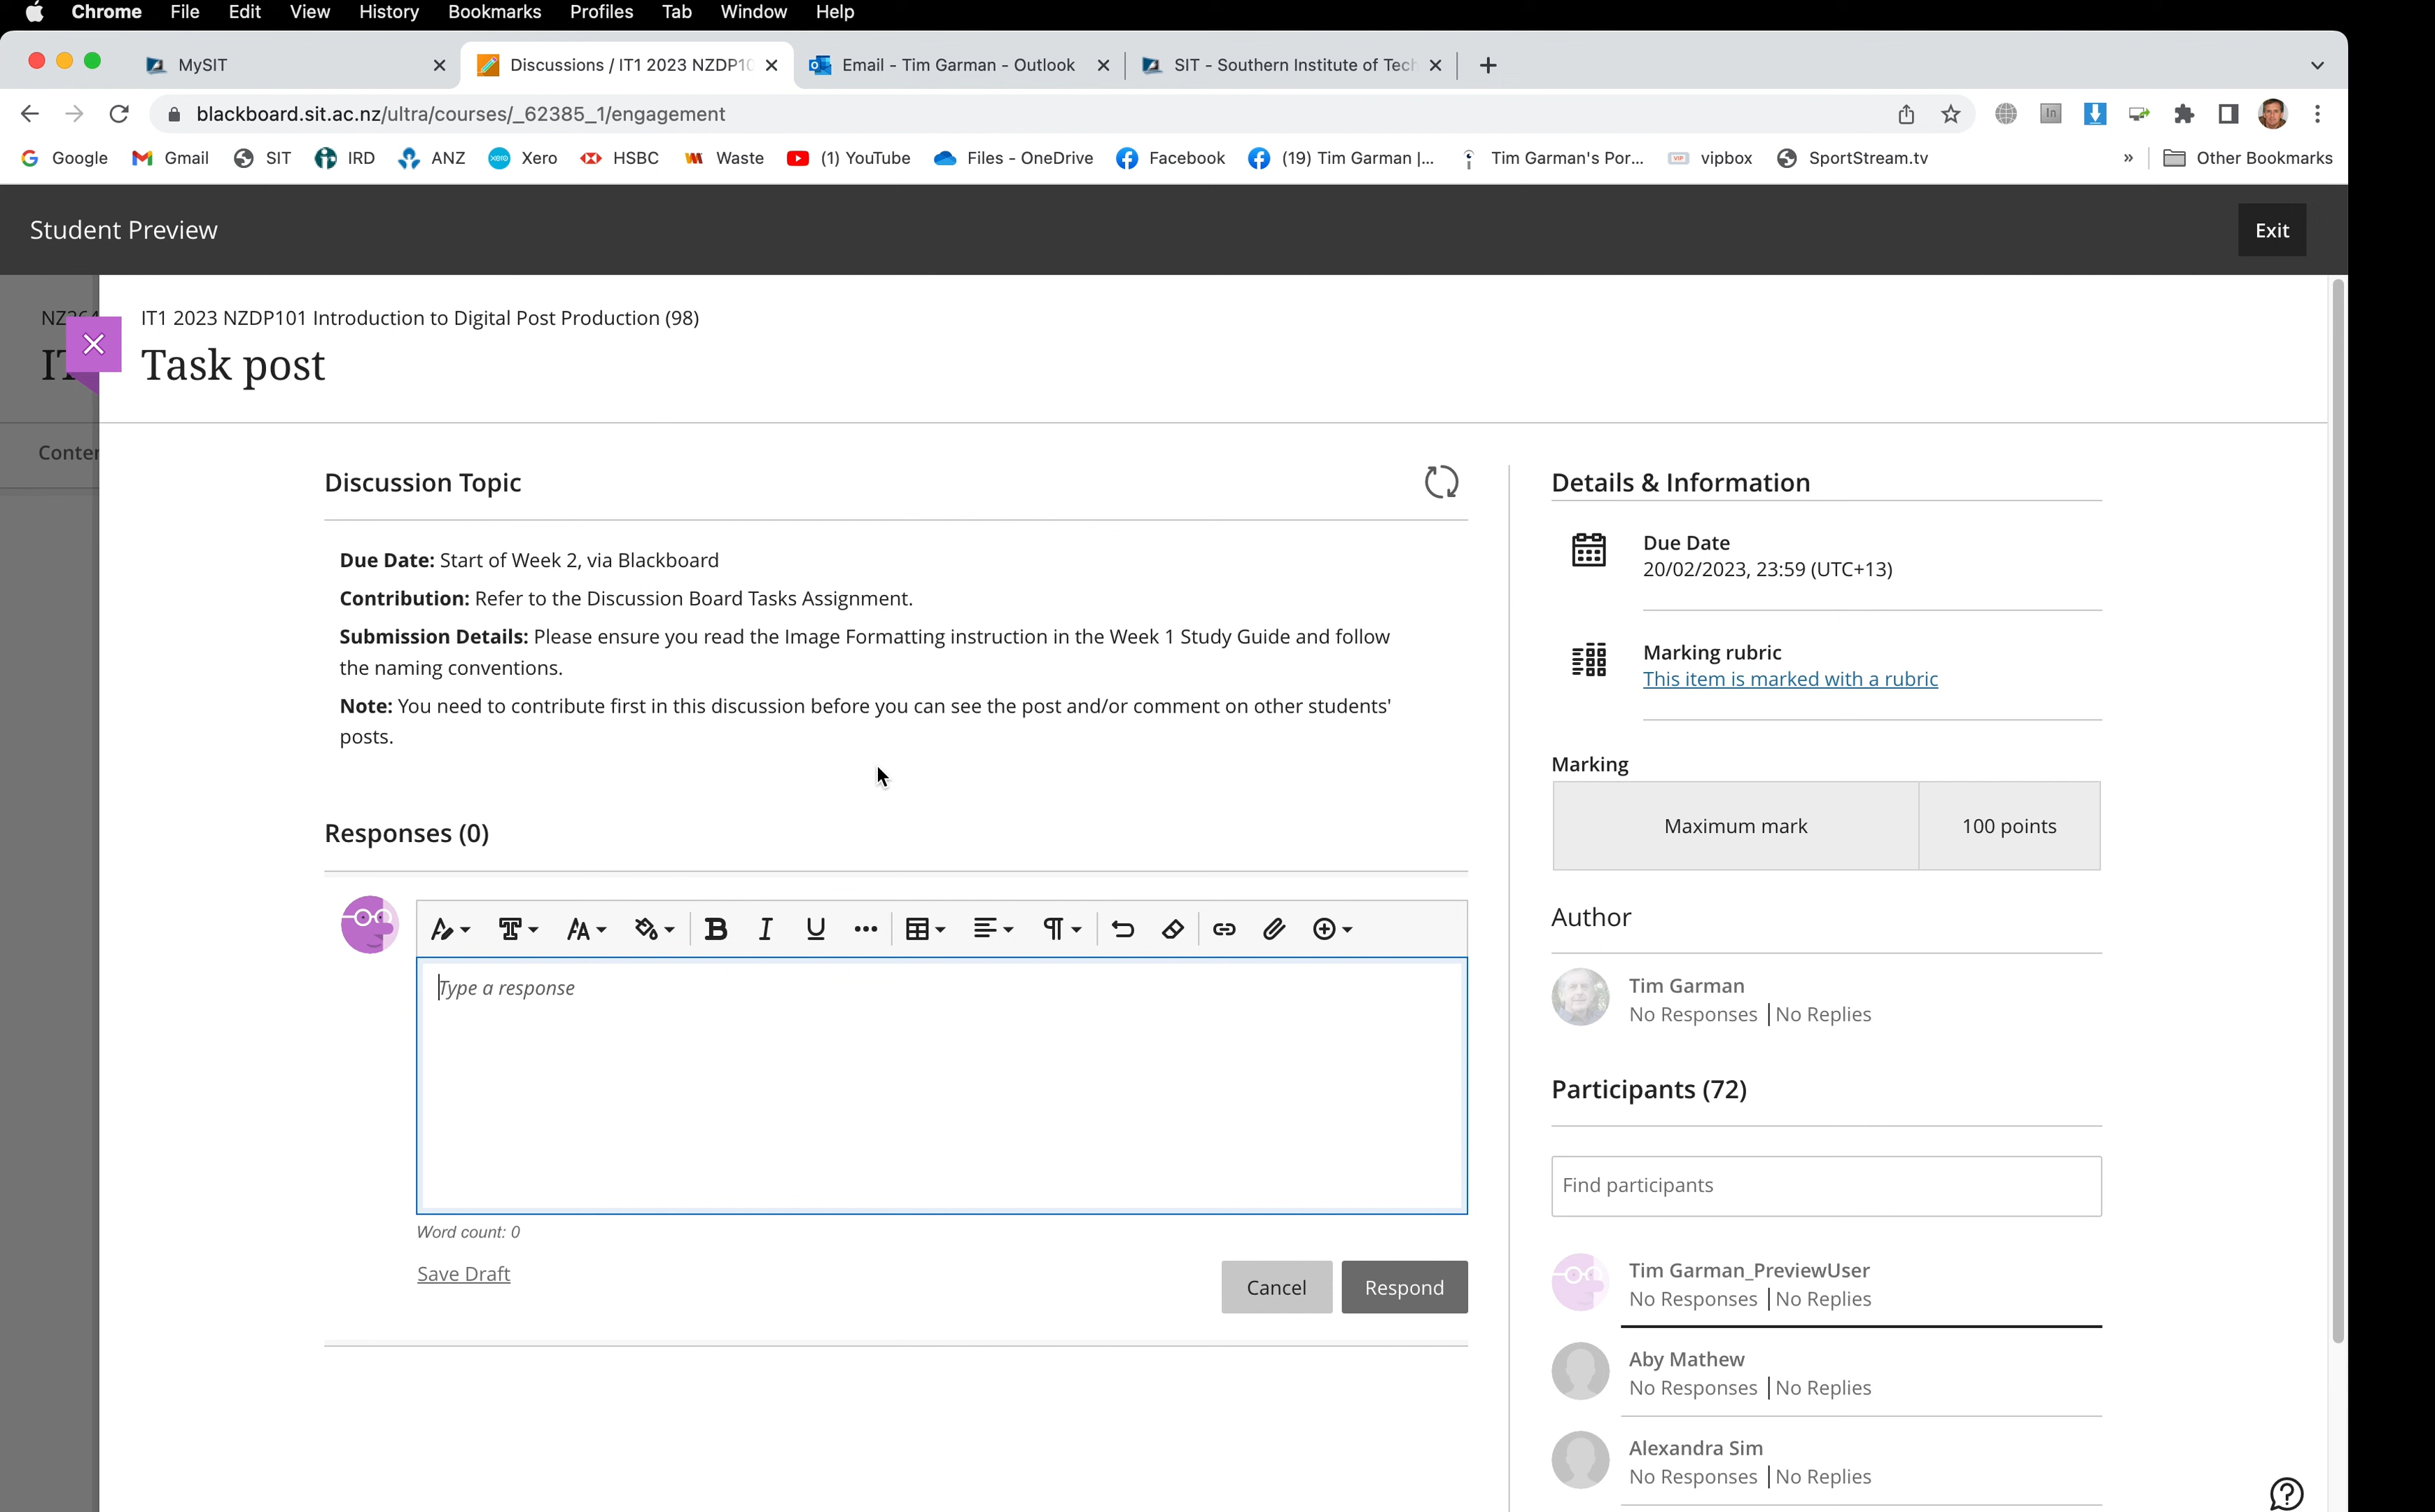 Chrome File Edit View History Bookmarks Profiles Tab Window Help
MySIT
Discussions / IT1 2023 NZDP10
Email - Tim Garman - Outlook
SIT - Southern Institute of Tech
blackboard.sit.ac.nz/ultra/courses/_62385_1/engagement
Google Gmail SIT IRD ANZ Xero HSBC Waste (1) YouTube Files - OneDrive Facebook (19) Tim Garman |... Tim Garman's Por... vipbox SportStream.tv » Other Bookmarks
Student Preview
Exit
IT1 2023 NZDP101 Introduction to Digital Post Production (98)
Task post
Conten
Discussion Topic
Due Date: Start of Week 2, via Blackboard
Contribution: Refer to the Discussion Board Tasks Assignment.
Submission Details: Please ensure you read the Image Formatting instruction in the Week 1 Study Guide and follow
the naming conventions.
Note: You need to contribute first in this discussion before you can see the post and/or comment on other students'
posts.
Responses (0)
Type a response
Word count: 0
Save Draft
Cancel
Respond
Details & Information
Due Date
20/02/2023, 23:59 (UTC+13)
Marking rubric
This item is marked with a rubric
Marking
Maximum mark 100 points
Author
Tim Garman
No Responses | No Replies
Participants (72)
Find participants
Tim Garman_PreviewUser
No Responses | No Replies
Aby Mathew
No Responses | No Replies
Alexandra Sim
No Responses | No Replies